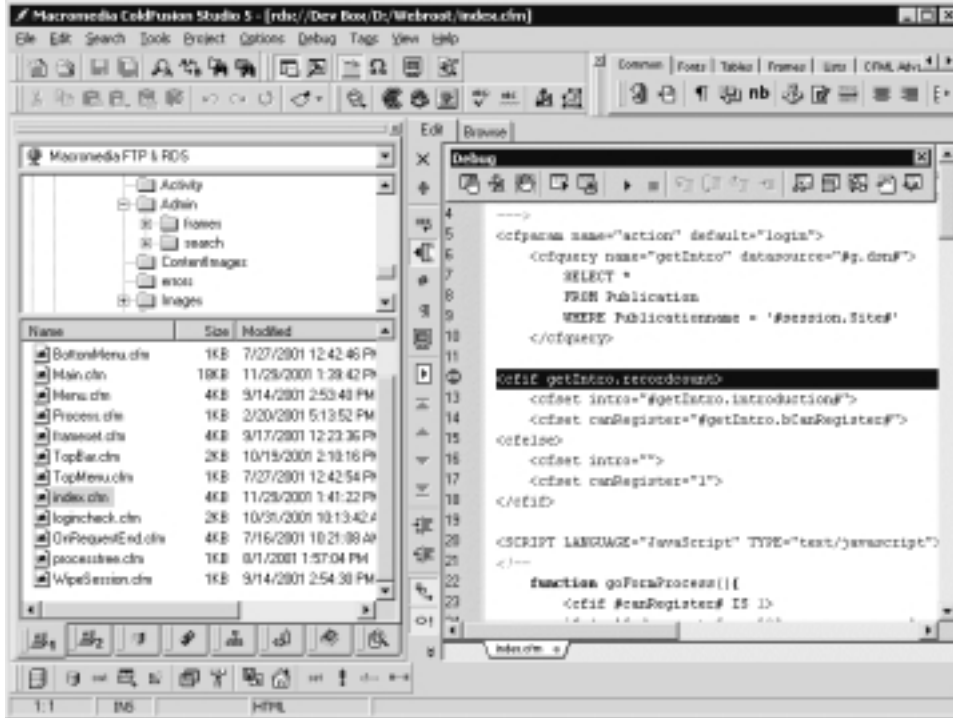 Macromedia ColdFusion Studio 5 - [rds://Dev Box/D:/Webroot/index.cfm]
File Edit Search Tools Project Options Debug Tags View Help
Common Fonts Tables Frames Lists CFML Adv
nb
Edit Browse
Macromedia FTP & RDS
Activity
Admin
frames
search
ContentImages
errors
Images
Name Size Modified
BottomMenu.cfm 1KB 7/27/2001 12:42:46 PM
Main.cfm 18KB 11/29/2001 1:39:42 PM
Menu.cfm 4KB 9/14/2001 2:53:40 PM
Process.cfm 1KB 2/20/2001 5:13:52 PM
frameset.cfm 4KB 9/17/2001 12:23:36 PM
TopBar.cfm 2KB 10/19/2001 2:10:16 PM
TopMenu.cfm 1KB 7/27/2001 12:42:54 PM
index.cfm 4KB 11/29/2001 1:41:22 PM
logincheck.cfm 2KB 10/31/2001 10:13:42 A
OnRequestEnd.cfm 4KB 7/16/2001 10:21:08 AM
processtree.cfm 1KB 8/1/2001 1:57:04 PM
WipeSession.cfm 1KB 9/14/2001 2:54:30 PM
Debug
4 --->
5 <cfparam name="action" default="login">
6 <cfquery name="getIntro" datasource="#g.dsn#">
7 SELECT *
8 FROM Publication
9 WHERE Publicationname = '#session.Site#'
10 </cfquery>
11
<cfif getIntro.recordcount>
13 <cfset intro="#getIntro.introduction#">
14 <cfset canRegister="#getIntro.bCanRegister#">
15 <cfelse>
16 <cfset intro="">
17 <cfset canRegister="1">
18 </cfif>
19
20 <SCRIPT LANGUAGE="JavaScript" TYPE="text/javascript">
21 <!--
22 function goFormProcess(){
23 <cfif #canRegister# IS 1>
index.cfm
1:1 INS HTML